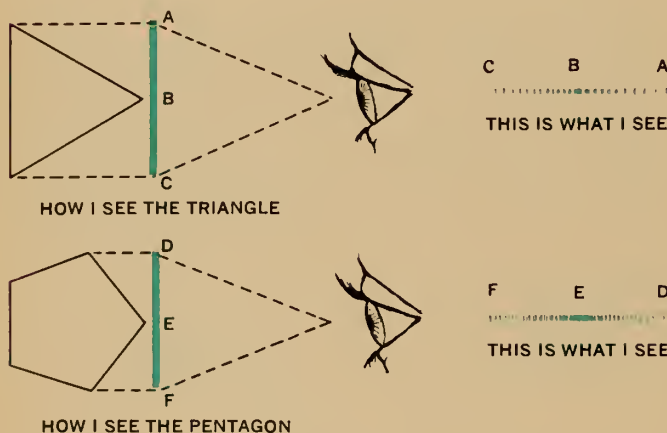 A
B
C
HOW I SEE THE TRIANGLE
C B A
THIS IS WHAT I SEE
D
E
F
HOW I SEE THE PENTAGON
F E D
THIS IS WHAT I SEE